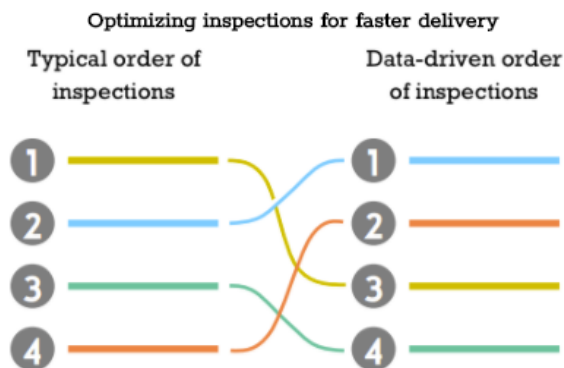 Optimizing inspections for faster delivery
Typical order of
inspections
Data-driven order
of inspections
1
1
2
2
3
3
4
4